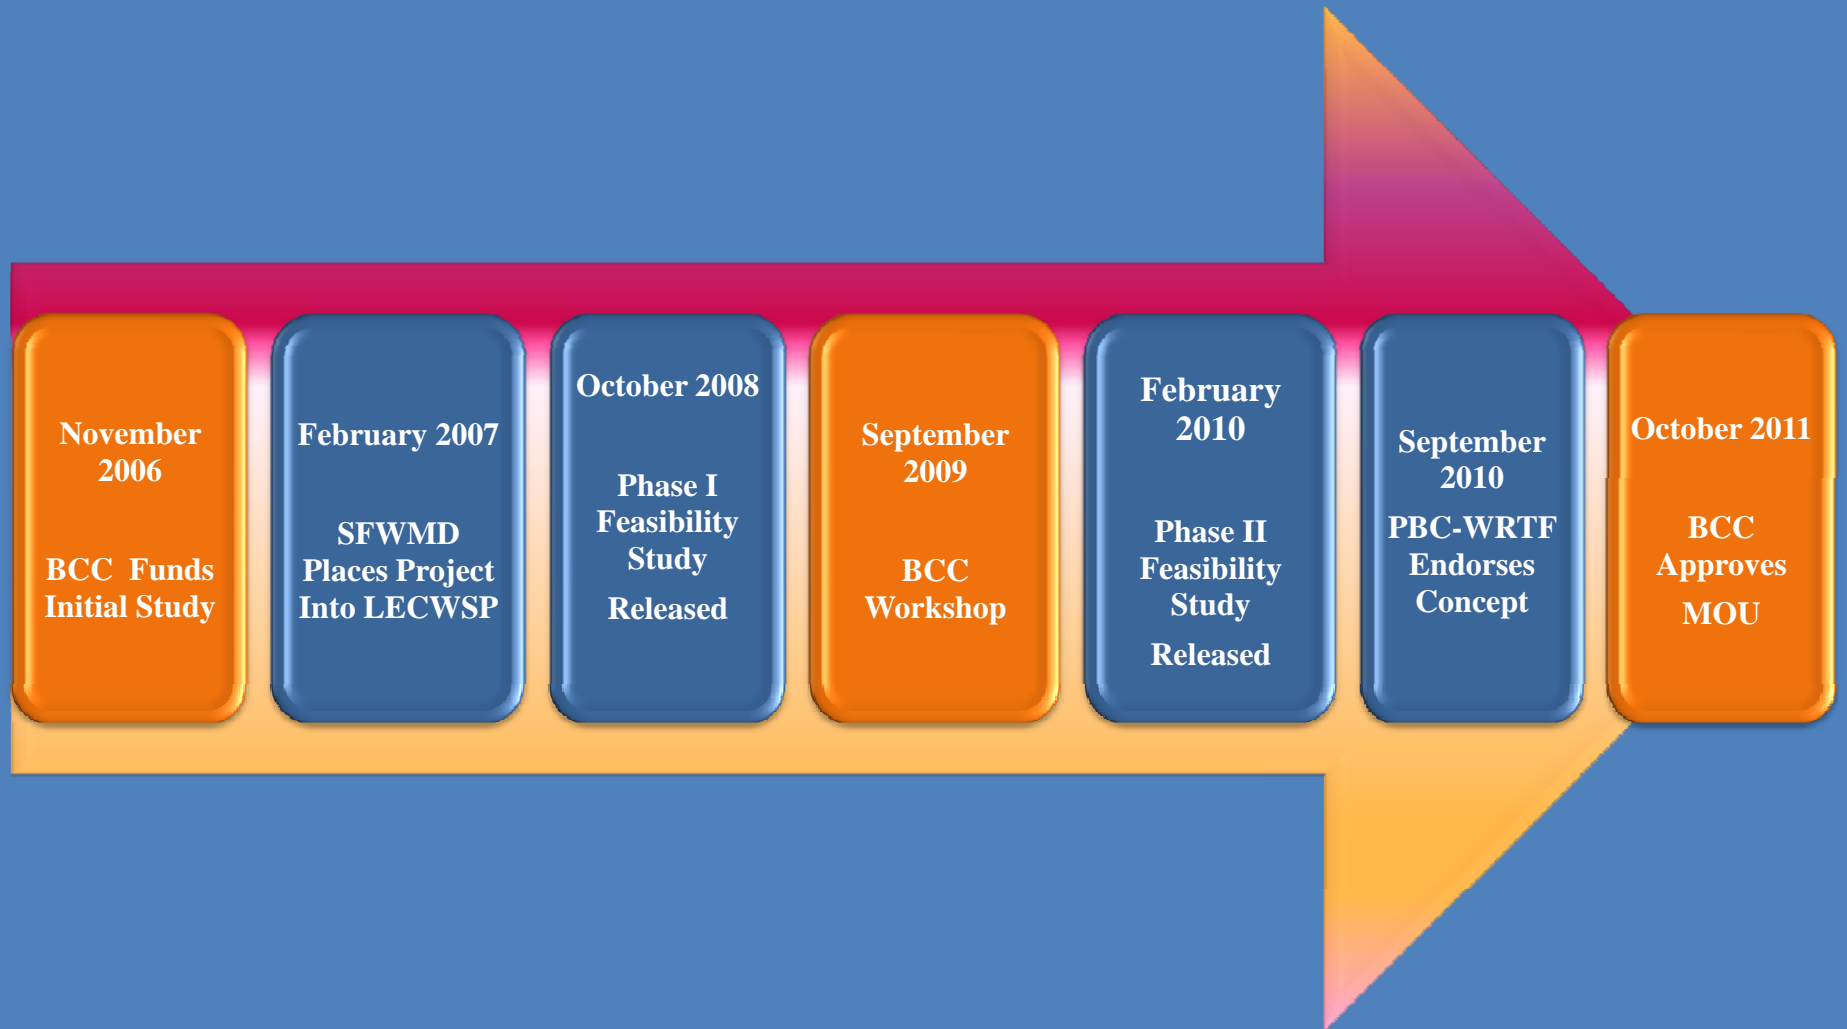 November
2006
BCC Funds
Initial Study
February 2007
SFWMD
Places Project
Into LECWSP
October 2008
Phase I
Feasibility
Study
Released
September
2009
BCC
Workshop
February
2010
Phase II
Feasibility
Study
Released
September
2010
PBC-WRTF
Endorses
Concept
October 2011
BCC
Approves
MOU